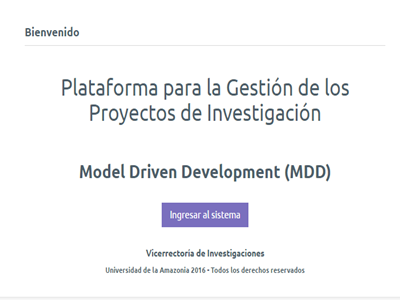 Bienvenido
Plataforma para la Gestión de los
Proyectos de Investigación
Model Driven Development (MDD)
Ingresar al sistema
Vicerrectoría de Investigaciones
Universidad de la Amazonia 2016 • Todos los derechos reservados